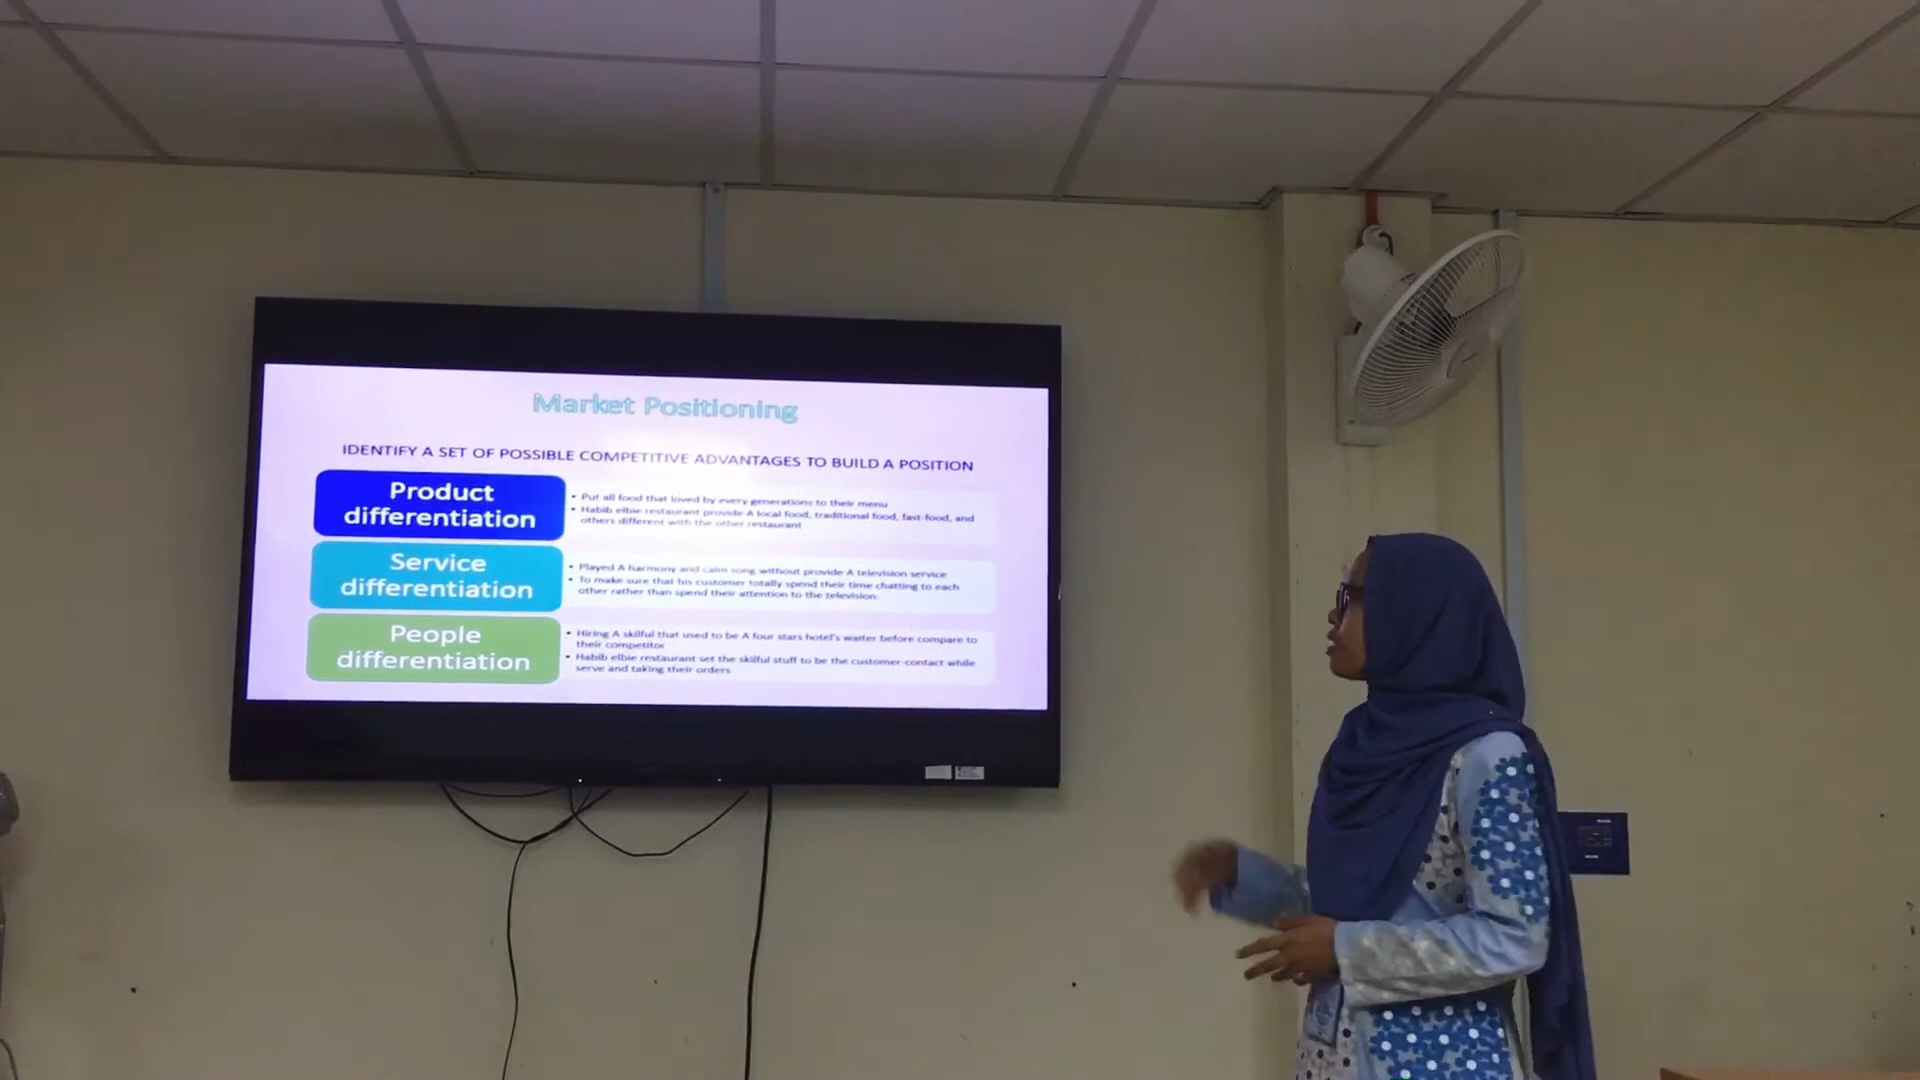 Market Positioning
IDENTIFY A SET OF POSSIBLE COMPETITIVE ADVANTAGES TO BUILD A POSITION
Product
differentiation
• Put all food that loved by every generations to their menu
• Habib elbie restaurant provide A local food, traditional food, fast-food, and
others different with the other restaurant
Service
differentiation
• Played A harmony and calm song without provide A television service
• To make sure that his customer totally spend their time chatting to each
other rather than spend their attention to the television.
People
differentiation
• Hiring A skilful that used to be A four stars hotel's waiter before compare to
their competitor
• Habib elbie restaurant set the skilful stuff to be the customer-contact while
serve and taking their orders